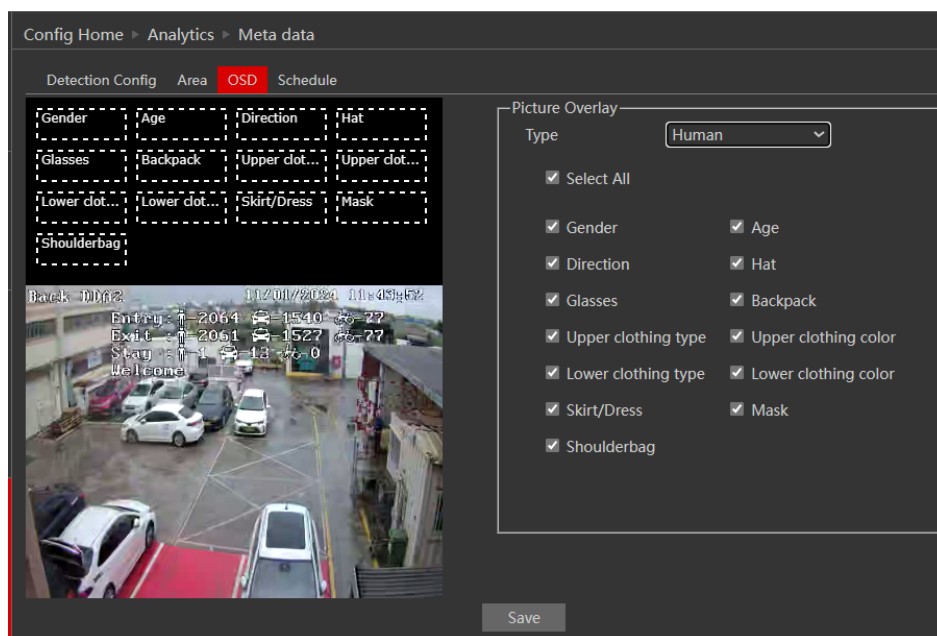 Config Home ▸ Analytics ▸ Meta data
Detection Config Area OSD Schedule
Gender Age Direction Hat
Glasses Backpack Upper clot... Upper clot...
Lower clot... Lower clot... Skirt/Dress Mask
Shoulderbag
Back DDA2 11/01/2024 11:43:52
Entry: -2064 -1540 -77
Exit : -2061 -1527 -77
Stay : -1 -13 -0
Welcome
Picture Overlay
Type Human
Select All
Gender Age
Direction Hat
Glasses Backpack
Upper clothing type Upper clothing color
Lower clothing type Lower clothing color
Skirt/Dress Mask
Shoulderbag
Save